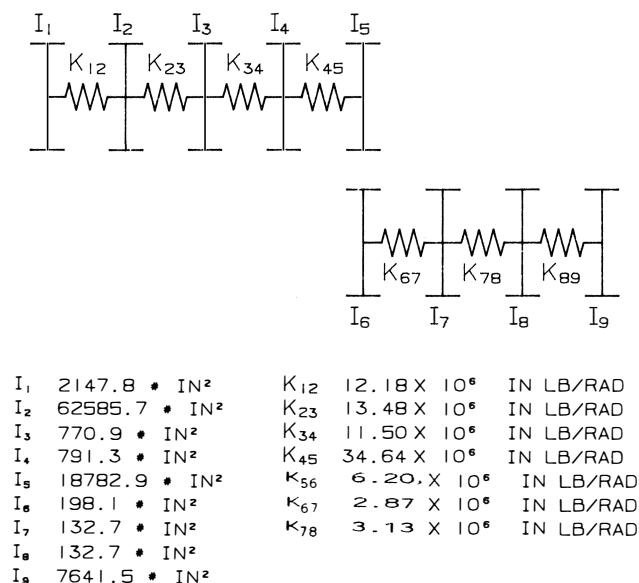 I₁ I₂ I₃ I₄ I₅
K₁₂ K₂₃ K₃₄ K₄₅
K₆₇ K₇₈ K₈₉
I₆ I₇ I₈ I₉
I₁ 2147.8 # IN² K₁₂ 12.18 X 10⁶ IN LB/RAD
I₂ 62585.7 # IN² K₂₃ 13.48 X 10⁶ IN LB/RAD
I₃ 770.9 # IN² K₃₄ 11.50 X 10⁶ IN LB/RAD
I₄ 791.3 # IN² K₄₅ 34.64 X 10⁶ IN LB/RAD
I₅ 18782.9 # IN² K₅₆ 6.20, X 10⁶ IN LB/RAD
I₆ 198.1 # IN² K₆₇ 2.87 X 10⁶ IN LB/RAD
I₇ 132.7 # IN² K₇₈ 3.13 X 10⁶ IN LB/RAD
I₈ 132.7 # IN²
I₉ 7641.5 # IN²